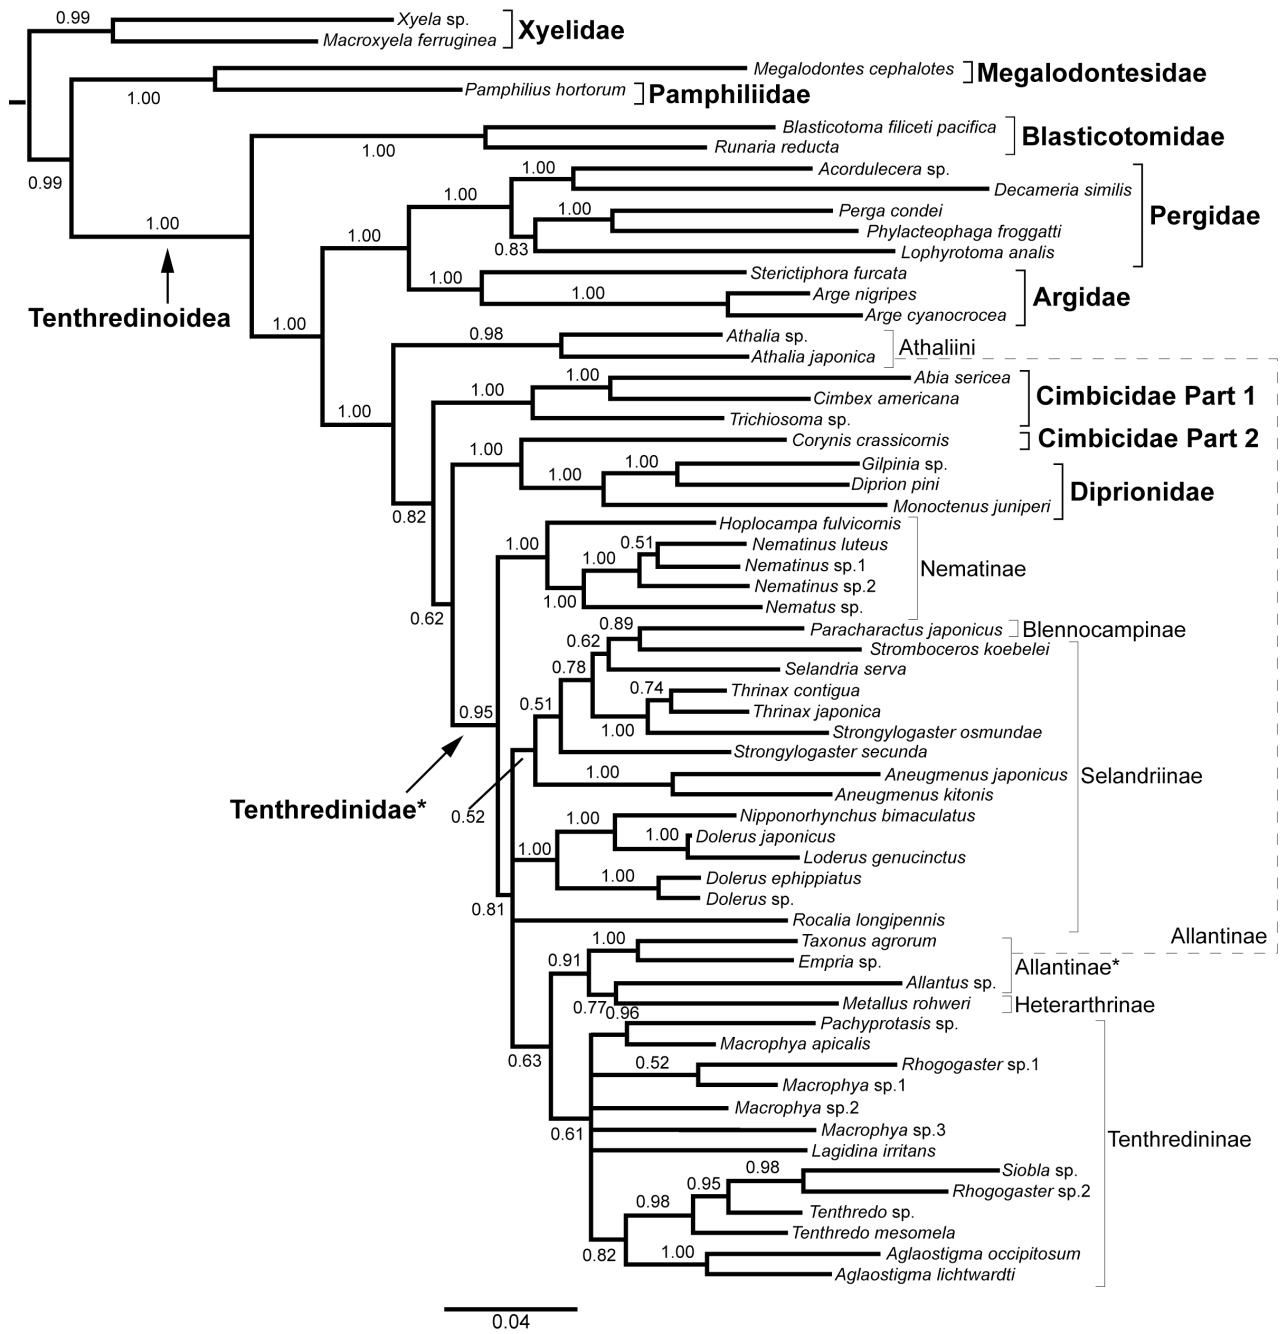 0.99
Xyela sp.
Macroxyela ferruginea
Xyelidae
Megalodontes cephalotes
Megalodontesidae
1.00
Pamphilius hortorum
Pamphiliidae
0.99
Blasticotoma filiceti pacifica
Runaria reducta
Blasticotomidae
1.00
1.00
Acordulecera sp.
Decameria similis
1.00
1.00
Perga condei
Phylacteophaga froggatti
Pergidae
0.83
Lophyrotoma analis
1.00
1.00
Sterictiphora furcata
1.00
1.00
Arge nigripes
Arge cyanocrocea
Argidae
Tenthredinoidea
1.00
0.98
Athalia sp.
Athalia japonica
Athaliini
1.00
1.00
Abia sericea
1.00
Cimbex americana
Trichiosoma sp.
Cimbicidae Part 1
1.00
Corynis crassicornis
Cimbicidae Part 2
1.00
1.00
Gilpinia sp.
Diprion pini
Monoctenus juniperi
Diprionidae
0.82
Hoplocampa fulvicornis
1.00
0.51
Nematinus luteus
1.00
Nematinus sp.1
Nematinus sp.2
Nematinae
1.00
Nematus sp.
0.62
0.89
Paracharactus japonicus
Blennocampinae
0.62
Stromboceros koebelei
0.78
Selandria serva
0.74
Thrinax contigua
0.51
Thrinax japonica
0.95
1.00
Strongylogaster osmundae
Strongylogaster secunda
1.00
Aneugmenus japonicus
Selandriinae
Aneugmenus kitonis
Tenthredinidae*
0.52
1.00
Nipponorhynchus bimaculatus
1.00
Dolerus japonicus
1.00
Loderus genucinctus
1.00
Dolerus ephippiatus
Dolerus sp.
0.81
Rocalia longipennis
Allantinae
1.00
Taxonus agrorum
0.91
Empria sp.
Allantinae*
Allantus sp.
0.77
Metallus rohweri
Heterarthrinae
0.96
Pachyprotasis sp.
Macrophya apicalis
0.63
0.52
Rhogogaster sp.1
Macrophya sp.1
Macrophya sp.2
0.61
Macrophya sp.3
Tenthredininae
Lagidina irritans
0.98
Siobla sp.
0.95
Rhogogaster sp.2
0.98
Tenthredo sp.
Tenthredo mesomela
0.82
1.00
Aglaostigma occipitosum
Aglaostigma lichtwardti
0.04